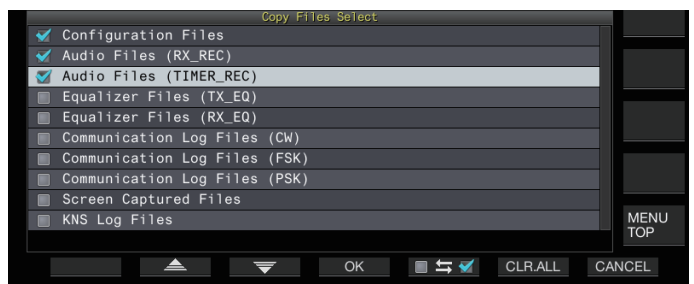 Copy Files Select
Configuration Files
Audio Files (RX_REC)
Audio Files (TIMER_REC)
Equalizer Files (TX_EQ)
Equalizer Files (RX_EQ)
Communication Log Files (CW)
Communication Log Files (FSK)
Communication Log Files (PSK)
Screen Captured Files
KNS Log Files
MENU
TOP
OK
CLR.ALL
CANCEL